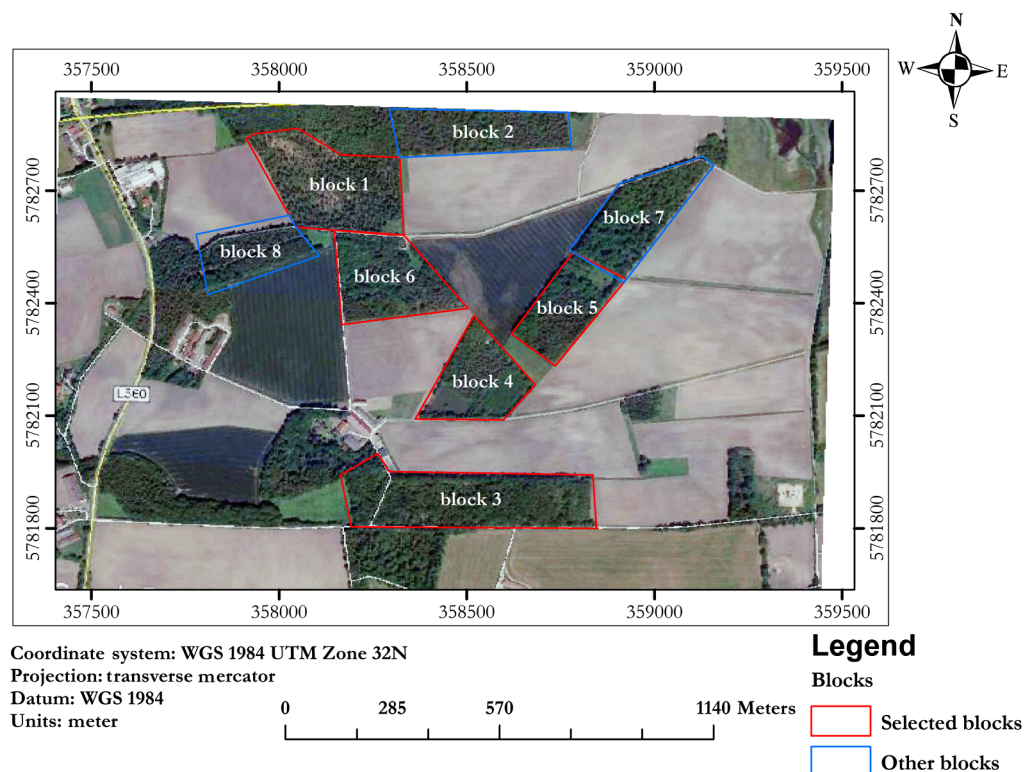 N
W E
S
357500 358000 358500 359000 359500
5782700 5782700
5782400 5782400
5782100 5782100
5781800 5781800
block 2
block 1
block 7
block 8
block 6
block 5
block 4
L560
block 3
357500 358000 358500 359000 359500
Coordinate system: WGS 1984 UTM Zone 32N
Projection: transverse mercator
Datum: WGS 1984
Units: meter
0 285 570 1140 Meters
Legend
Blocks
Selected blocks
Other blocks